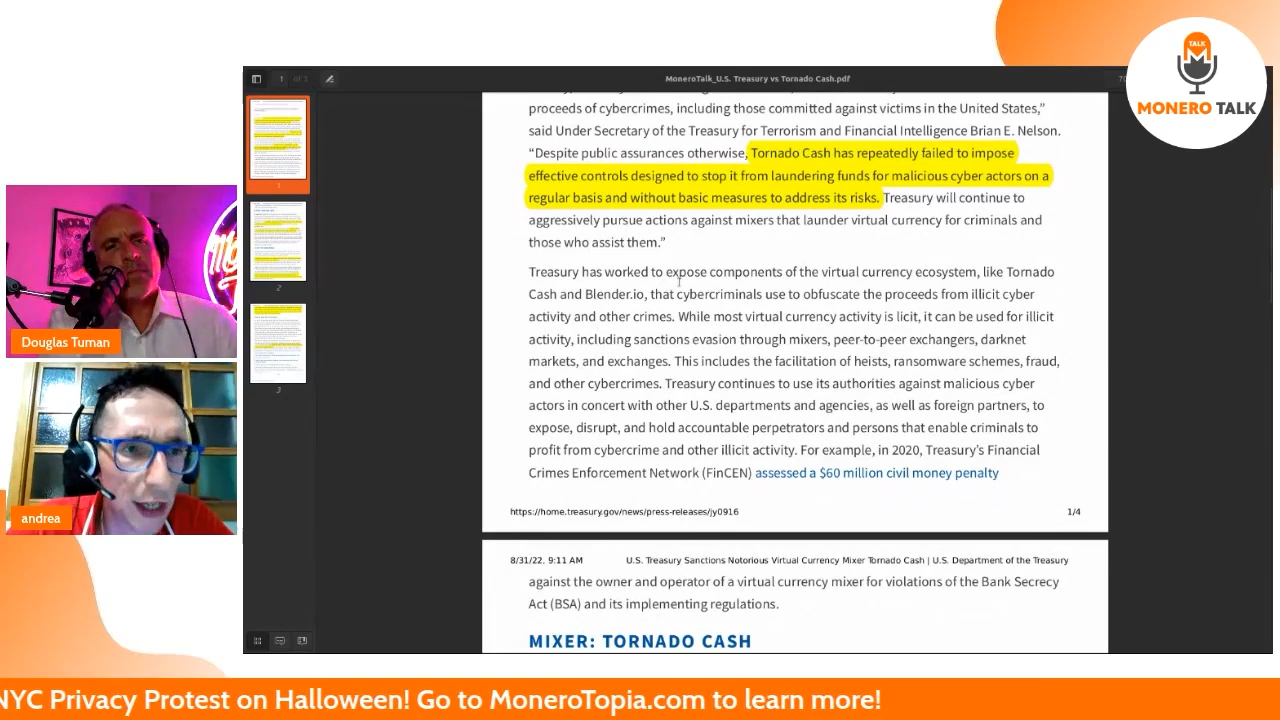 TALK
MONERO TALK
1 of 3
MoneroTalk_U.S. Treasury vs Tornado Cash.pdf
proceeds of cybercrimes, including those committed against victims in the United States,”
said Under Secretary of the Treasury for Terrorism and Financial Intelligence Brian E. Nelson.
“Despite public assurances otherwise, Tornado Cash has repeatedly failed to impose
effective controls designed to stop it from laundering funds for malicious cyber actors on a
regular basis and without basic measures to address its risks. Treasury will continue to
aggressively pursue actions against mixers that launder virtual currency for criminals and
those who assist them.”
Treasury has worked to expose components of the virtual currency ecosystem, like Tornado
Cash and Blender.io, that cybercriminals use to obfuscate the proceeds from illicit cyber
activity and other crimes. While most virtual currency activity is licit, it can be used for illicit
activity, including sanctions evasion through mixers, peer-to-peer exchangers, darknet
markets, and exchanges. This includes the facilitation of heists, ransomware schemes, fraud,
and other cybercrimes. Treasury continues to use its authorities against malicious cyber
actors in concert with other U.S. departments and agencies, as well as foreign partners, to
expose, disrupt, and hold accountable perpetrators and persons that enable criminals to
profit from cybercrime and other illicit activity. For example, in 2020, Treasury’s Financial
Crimes Enforcement Network (FinCEN) assessed a $60 million civil money penalty
https://home.treasury.gov/news/press-releases/jy0916
1/4
8/31/22, 9:11 AM
U.S. Treasury Sanctions Notorious Virtual Currency Mixer Tornado Cash | U.S. Department of the Treasury
against the owner and operator of a virtual currency mixer for violations of the Bank Secrecy
Act (BSA) and its implementing regulations.
MIXER: TORNADO CASH
1
2
3
Douglas Tuman
andrea
NYC Privacy Protest on Halloween! Go to MoneroTopia.com to learn more!